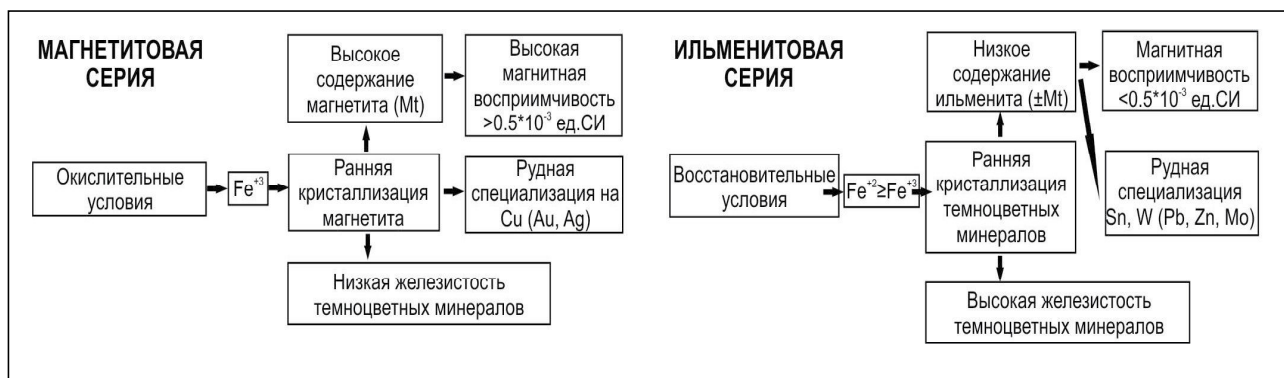 МАГНЕТИТОВАЯ
СЕРИЯ
Высокое
содержание
магнетита (Mt)
Высокая
магнитная
восприимчивость
>0.5*10⁻³ ед.СИ
Окислительные
условия
Fe⁺³
Ранняя
кристаллизация
магнетита
Рудная
специализация на
Cu (Au, Ag)
Низкая железистость
темноцветных минералов
ИЛЬМЕНИТОВАЯ
СЕРИЯ
Низкое
содержание
ильменита (±Mt)
Магнитная
восприимчивость
<0.5*10⁻³ ед.СИ
Восстановительные
условия
Fe⁺²≥Fe⁺³
Ранняя
кристаллизация
темноцветных
минералов
Рудная
специализация
Sn, W (Pb, Zn, Mo)
Высокая железистость
темноцветных минералов